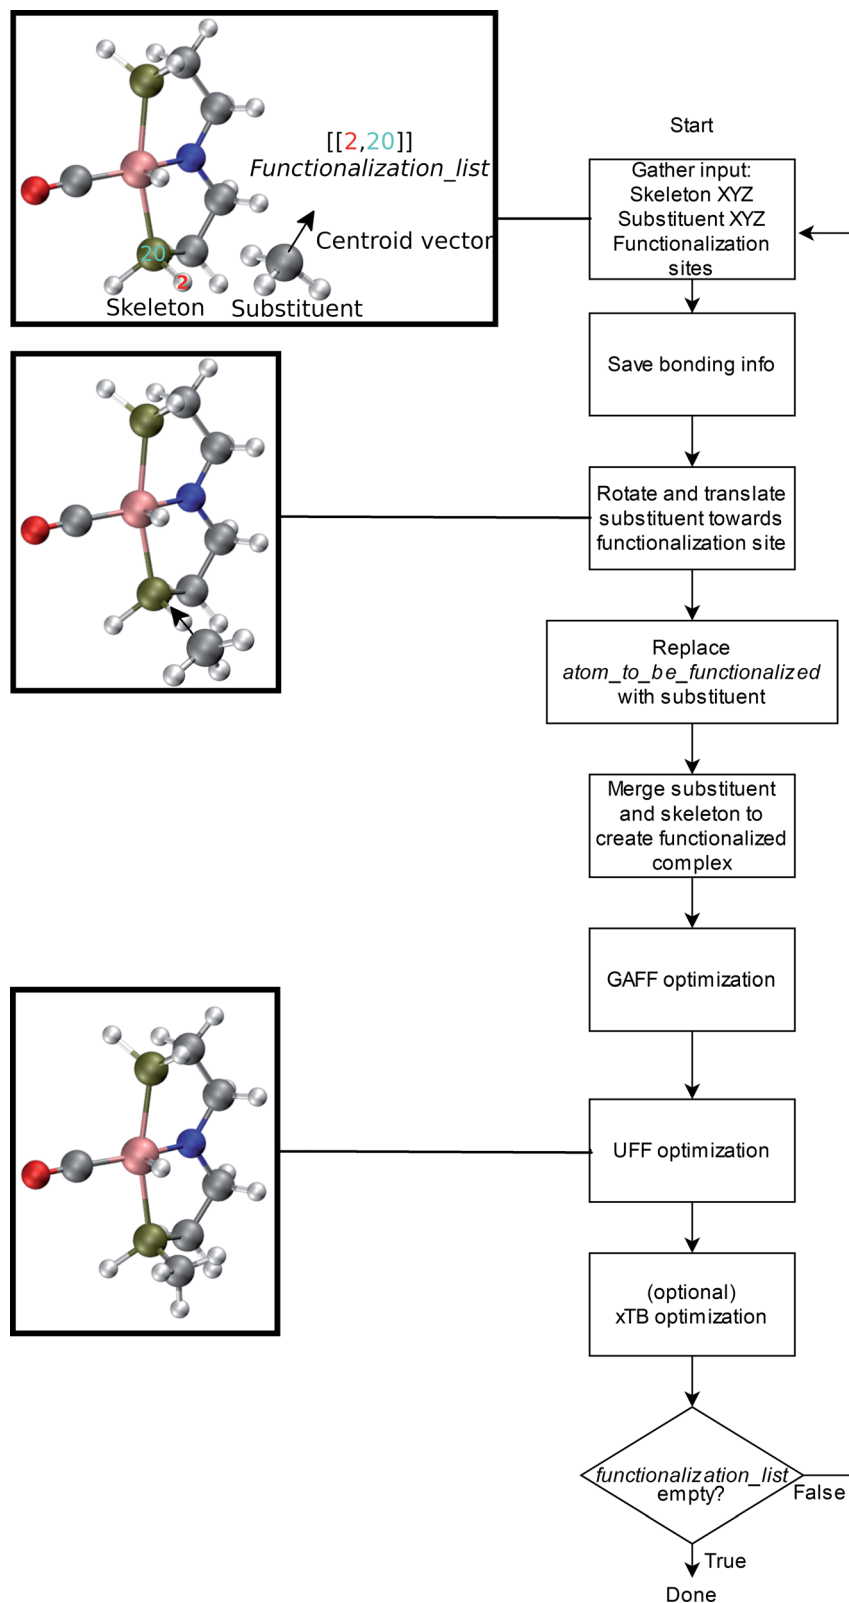 [[2,20]]
Functionalization_list
Centroid vector
20
2
Skeleton
Substituent
Start
Gather input:
Skeleton XYZ
Substituent XYZ
Functionalization
sites
Save bonding info
Rotate and translate
substituent towards
functionalization site
Replace
atom_to_be_functionalized
with substituent
Merge substituent
and skeleton to
create functionalized
complex
GAFF optimization
UFF optimization
(optional)
xTB optimization
functionalization_list
empty?
False
True
Done